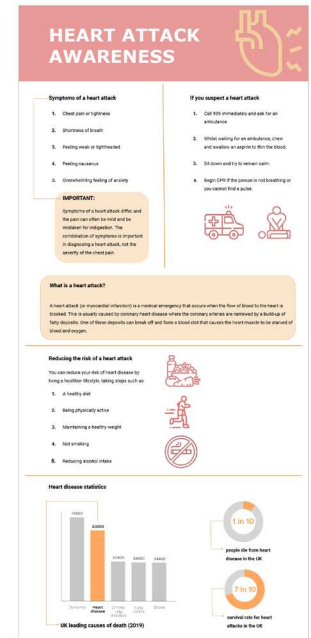 HEART ATTACK
AWARENESS
Symptoms of a heart attack
1. Chest pain or tightness
2. Shortness of breath
3. Feeling weak or lightheaded
4. Feeling nauseous
5. Overwhelming feeling of anxiety
IMPORTANT:
Symptoms of a heart attack differ, and
the pain can often be mild and be
mistaken for indigestion. The
combination of symptoms is important
in diagnosing a heart attack, not the
severity of the chest pain.
If you suspect a heart attack
1. Call 999 immediately and ask for an
ambulance
2. Whilst waiting for an ambulance, chew
and swallow an aspirin to thin the blood.
3. Sit down and try to remain calm.
4. Begin CPR if the person is not breathing or
you cannot find a pulse.
What is a heart attack?
A heart attack (or myocardial infarction) is a medical emergency that occurs when the flow of blood to the heart is
blocked. This is usually caused by coronary heart disease where the coronary arteries are narrowed by a build-up of
fatty deposits. One of these deposits can break off and form a blood clot that causes the heart muscle to be starved of
blood and oxygen.
Reducing the risk of a heart attack
You can reduce your risk of heart disease by
living a healthier lifestyle, taking steps such as:
1. A healthy diet
2. Being physically active
3. Maintaining a healthy weight
4. Not smoking
5. Reducing alcohol intake
Heart disease statistics
Dementia
Heart
disease
Lung
cancer
Stroke
UK leading causes of death (2019)
1 in 10
people die from heart
disease in the UK
7 in 10
survival rate for heart
attacks in the UK